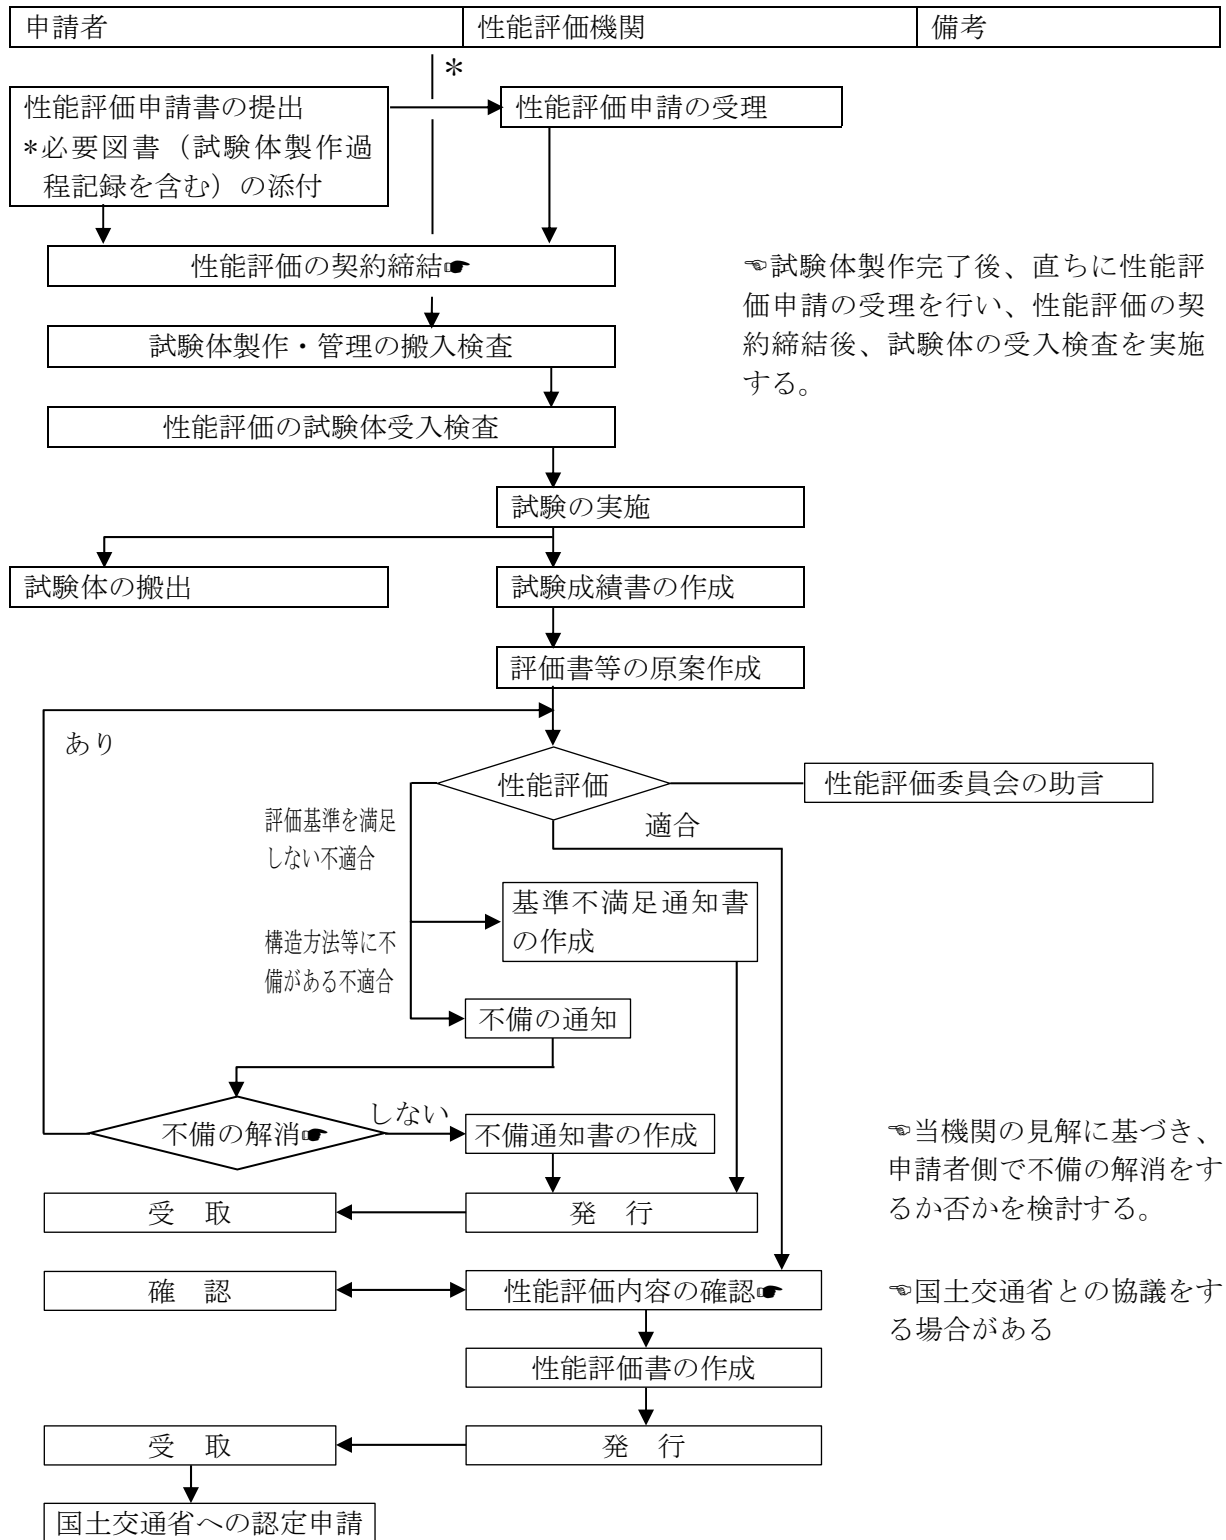 申請者
性能評価機関
備考
*
性能評価申請書の提出
*必要図書（試験体製作過
程記録を含む）の添付
性能評価申請の受理
性能評価の契約締結☛
☜試験体製作完了後、直ちに性能評
価申請の受理を行い、性能評価の契
約締結後、試験体の受入検査を実施
する。
試験体製作・管理の搬入検査
性能評価の試験体受入検査
試験の実施
試験体の搬出
試験成績書の作成
評価書等の原案作成
あり
性能評価
性能評価委員会の助言
評価基準を満足
しない不適合
適合
基準不満足通知書
の作成
構造方法等に不
備がある不適合
不備の通知
不備の解消☛
しない
不備通知書の作成
☜当機関の見解に基づき、
申請者側で不備の解消をす
るか否かを検討する。
受　取
発　行
確　認
性能評価内容の確認☛
☜国土交通省との協議をす
る場合がある
性能評価書の作成
受　取
発　行
国土交通省への認定申請